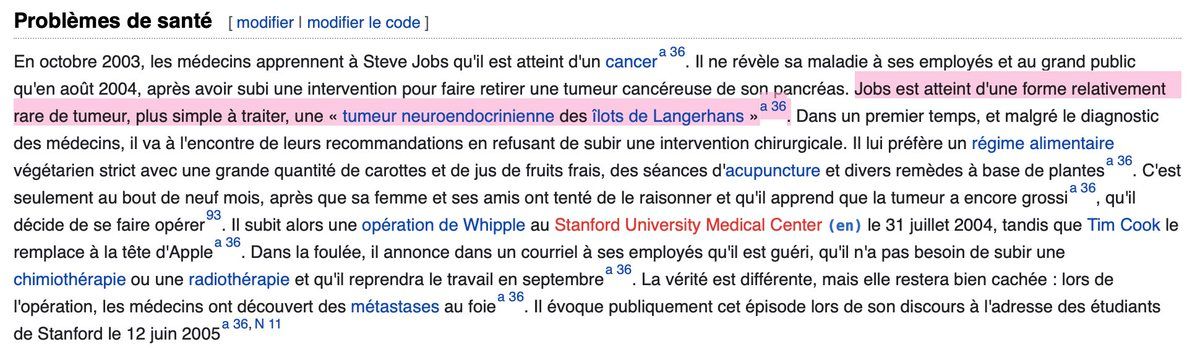 Problèmes de santé [ modifier | modifier le code ]
En octobre 2003, les médecins apprennent à Steve Jobs qu'il est atteint d'un cancer a 36. Il ne révèle sa maladie à ses employés et au grand public
qu'en août 2004, après avoir subi une intervention pour faire retirer une tumeur cancéreuse de son pancréas. Jobs est atteint d'une forme relativement
rare de tumeur, plus simple à traiter, une « tumeur neuroendocrinienne des îlots de Langerhans » a 36. Dans un premier temps, et malgré le diagnostic
des médecins, il va à l'encontre de leurs recommandations en refusant de subir une intervention chirurgicale. Il lui préfère un régime alimentaire
végétarien strict avec une grande quantité de carottes et de jus de fruits frais, des séances d'acupuncture et divers remèdes à base de plantes a 36. C'est
seulement au bout de neuf mois, après que sa femme et ses amis ont tenté de le raisonner et qu'il apprend que la tumeur a encore grossi a 36, qu'il
décide de se faire opérer 93. Il subit alors une opération de Whipple au Stanford University Medical Center (en) le 31 juillet 2004, tandis que Tim Cook le
remplace à la tête d'Apple a 36. Dans la foulée, il annonce dans un courriel à ses employés qu'il est guéri, qu'il n'a pas besoin de subir une
chimiothérapie ou une radiothérapie et qu'il reprendra le travail en septembre a 36. La vérité est différente, mais elle restera bien cachée : lors de
l'opération, les médecins ont découvert des métastases au foie a 36. Il évoque publiquement cet épisode lors de son discours à l'adresse des étudiants
de Stanford le 12 juin 2005 a 36, N 11